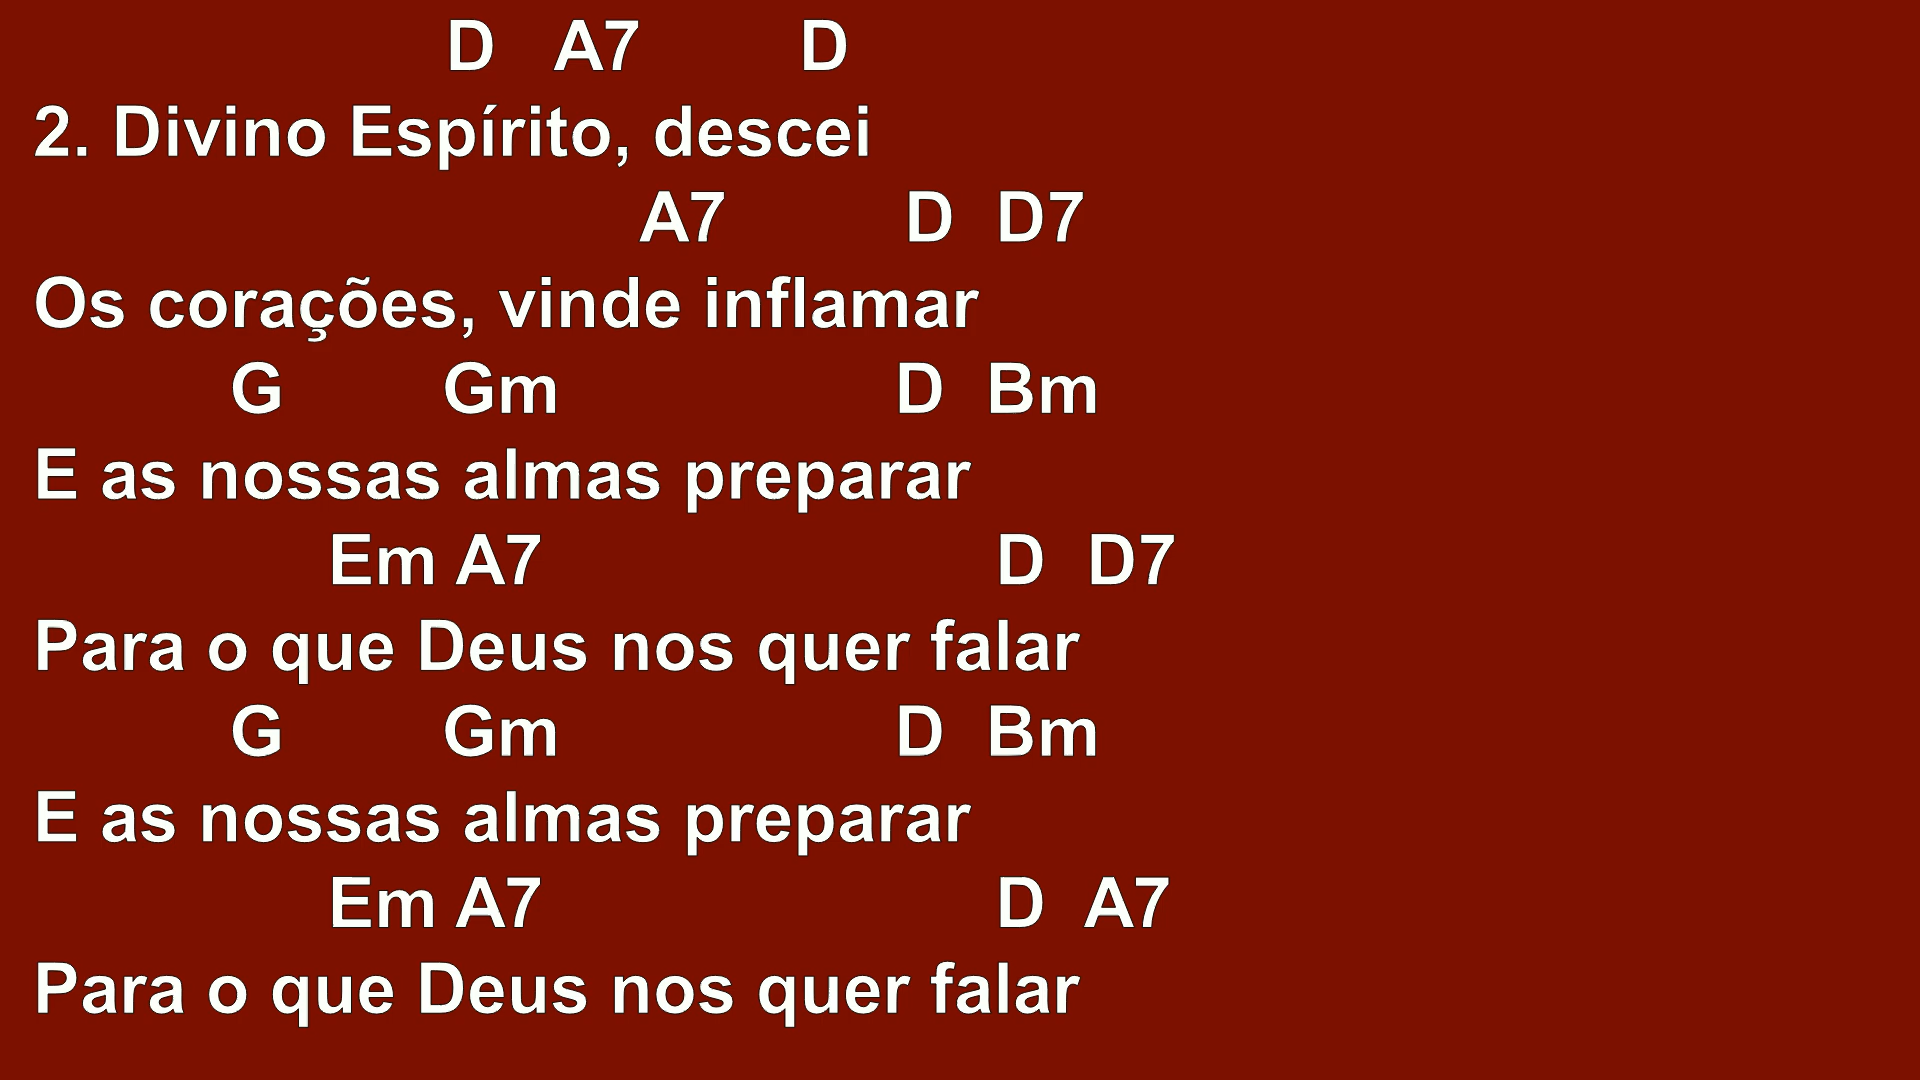 D A7 D
2. Divino Espírito, descei
A7 D D7
Os corações, vinde inflamar
G Gm D Bm
E as nossas almas preparar
Em A7 D D7
Para o que Deus nos quer falar
G Gm D Bm
E as nossas almas preparar
Em A7 D A7
Para o que Deus nos quer falar